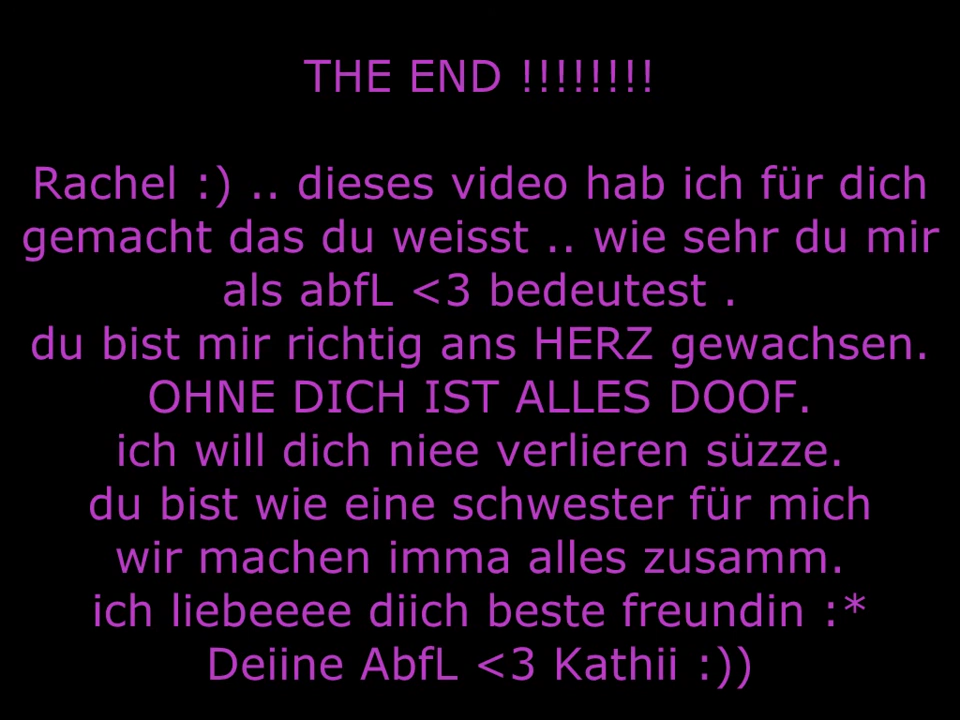 THE END !!!!!!!!
Rachel :) .. dieses video hab ich für dich
gemacht das du weisst .. wie sehr du mir
als abfL <3 bedeutest .
du bist mir richtig ans HERZ gewachsen.
OHNE DICH IST ALLES DOOF.
ich will dich niee verlieren süzze.
du bist wie eine schwester für mich
wir machen imma alles zusamm.
ich liebeeee diich beste freundin :*
Deiine AbfL <3 Kathii :))